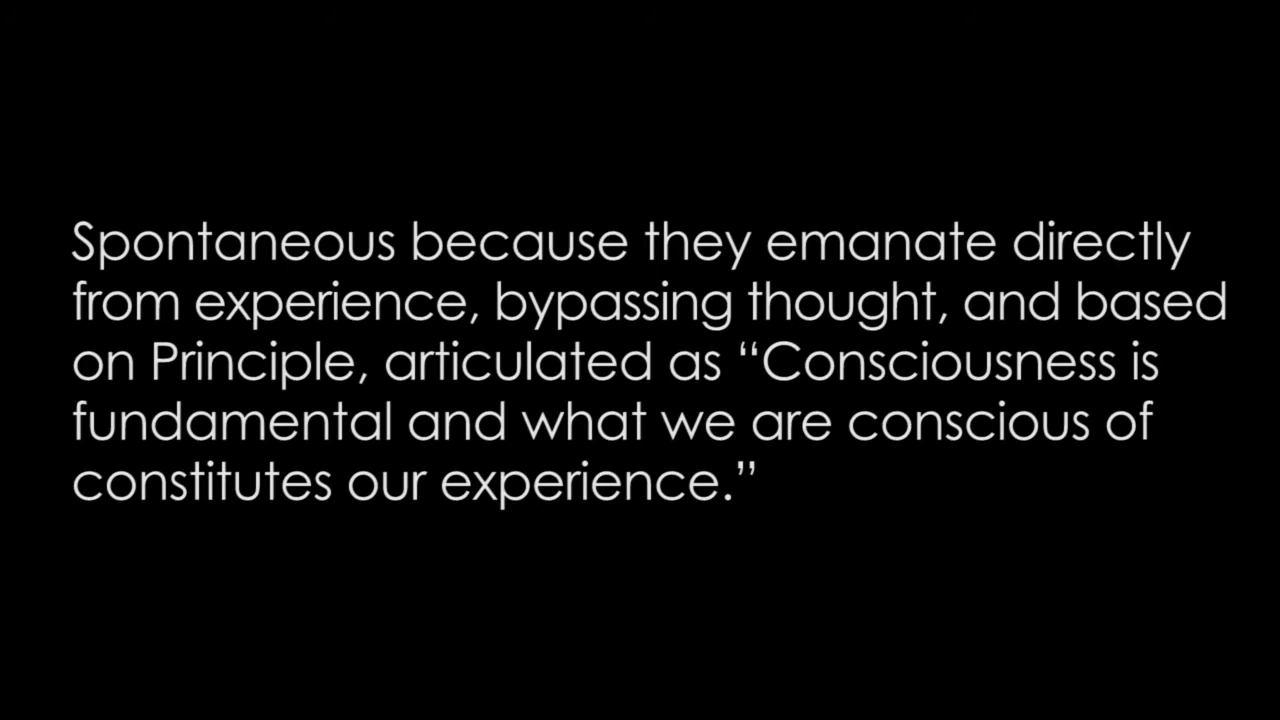 Spontaneous because they emanate directly
from experience, bypassing thought, and based
on Principle, articulated as “Consciousness is
fundamental and what we are conscious of
constitutes our experience.”